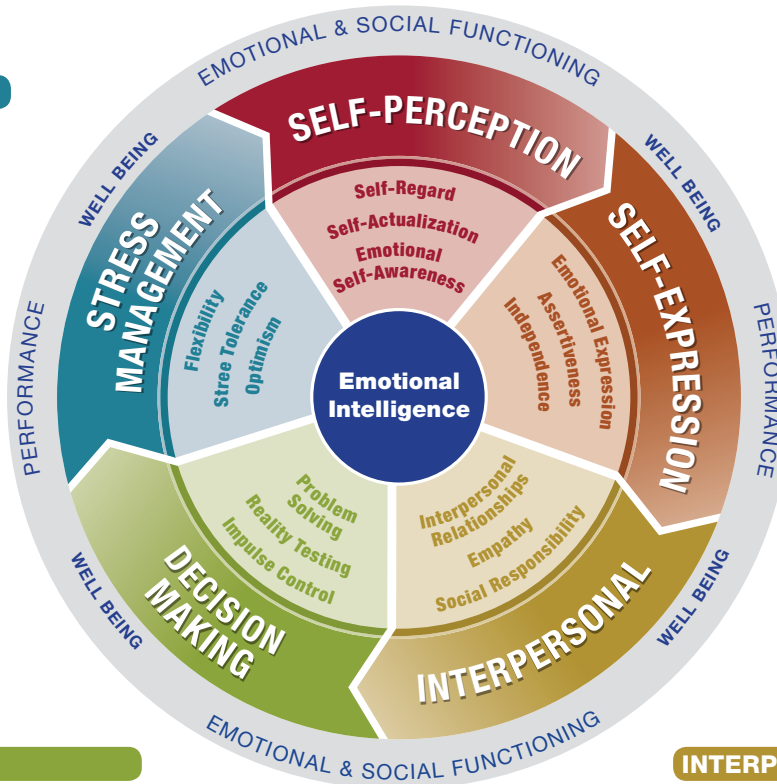 EMOTIONAL & SOCIAL FUNCTIONING
WELL BEING
WELL BEING
PERFORMANCE
PERFORMANCE
WELL BEING
WELL BEING
EMOTIONAL & SOCIAL FUNCTIONING
SELF-PERCEPTION
Self-Regard
Self-Actualization
Emotional
Self-Awareness
SELF-EXPRESSION
Emotional Expression
Assertiveness
Independence
INTERPERSONAL
Interpersonal
Relationships
Empathy
Social Responsibility
DECISION
MAKING
Problem
Solving
Reality Testing
Impulse Control
STRESS
MANAGEMENT
Flexibility
Stree Tolerance
Optimism
Emotional
Intelligence
INTERP